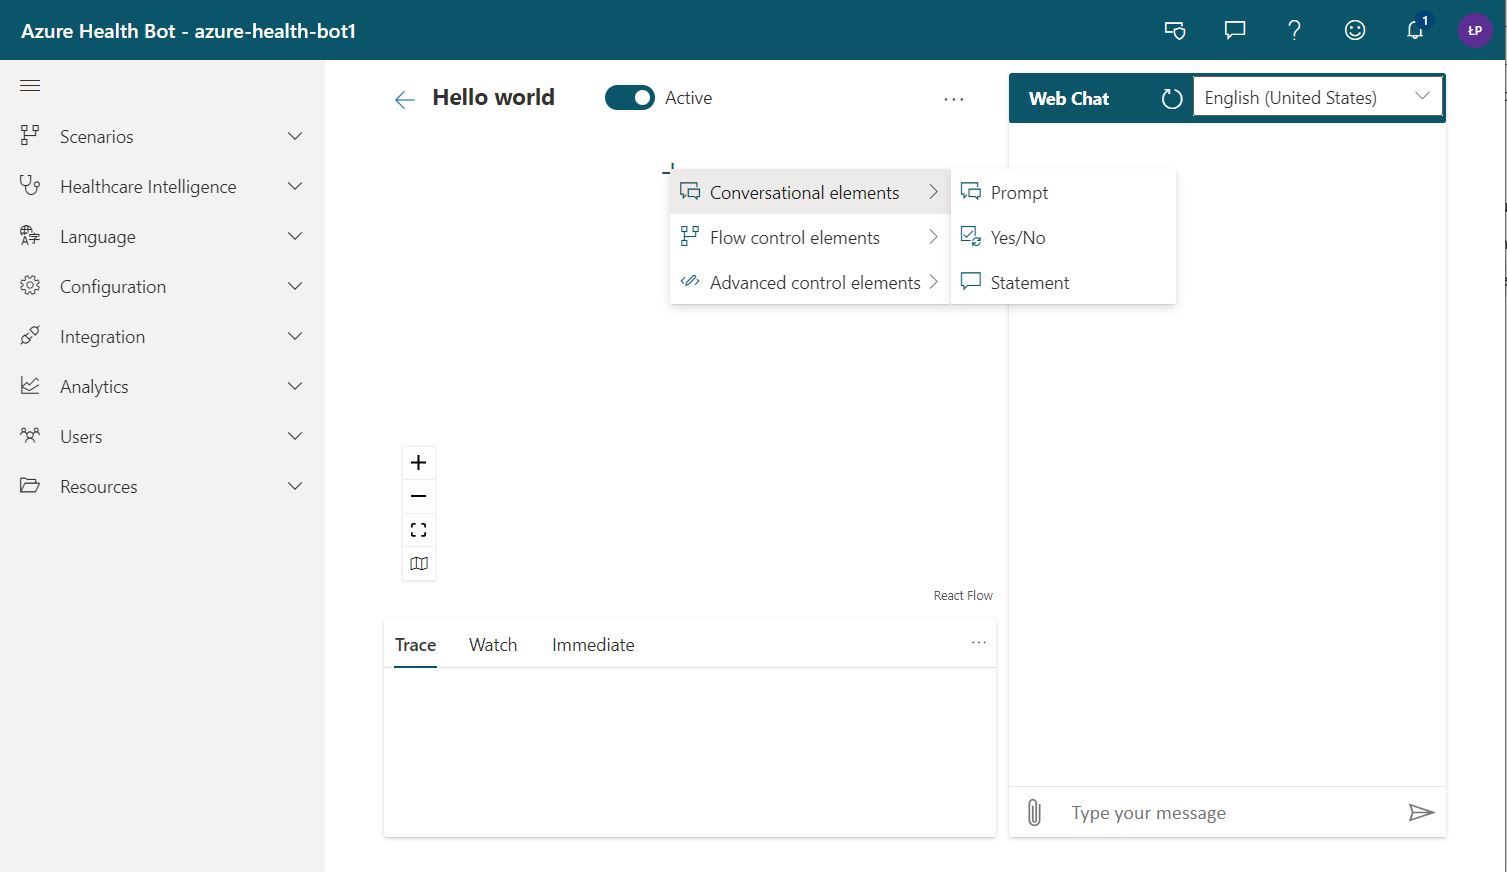 Azure Health Bot - azure-health-bot1
1
ŁP
Scenarios
Healthcare Intelligence
Language
Configuration
Integration
Analytics
Users
Resources
Hello world
Active
...
Conversational elements
Flow control elements
Advanced control elements
Prompt
Yes/No
Statement
React Flow
Trace Watch Immediate
...
Web Chat
English (United States)
Type your message